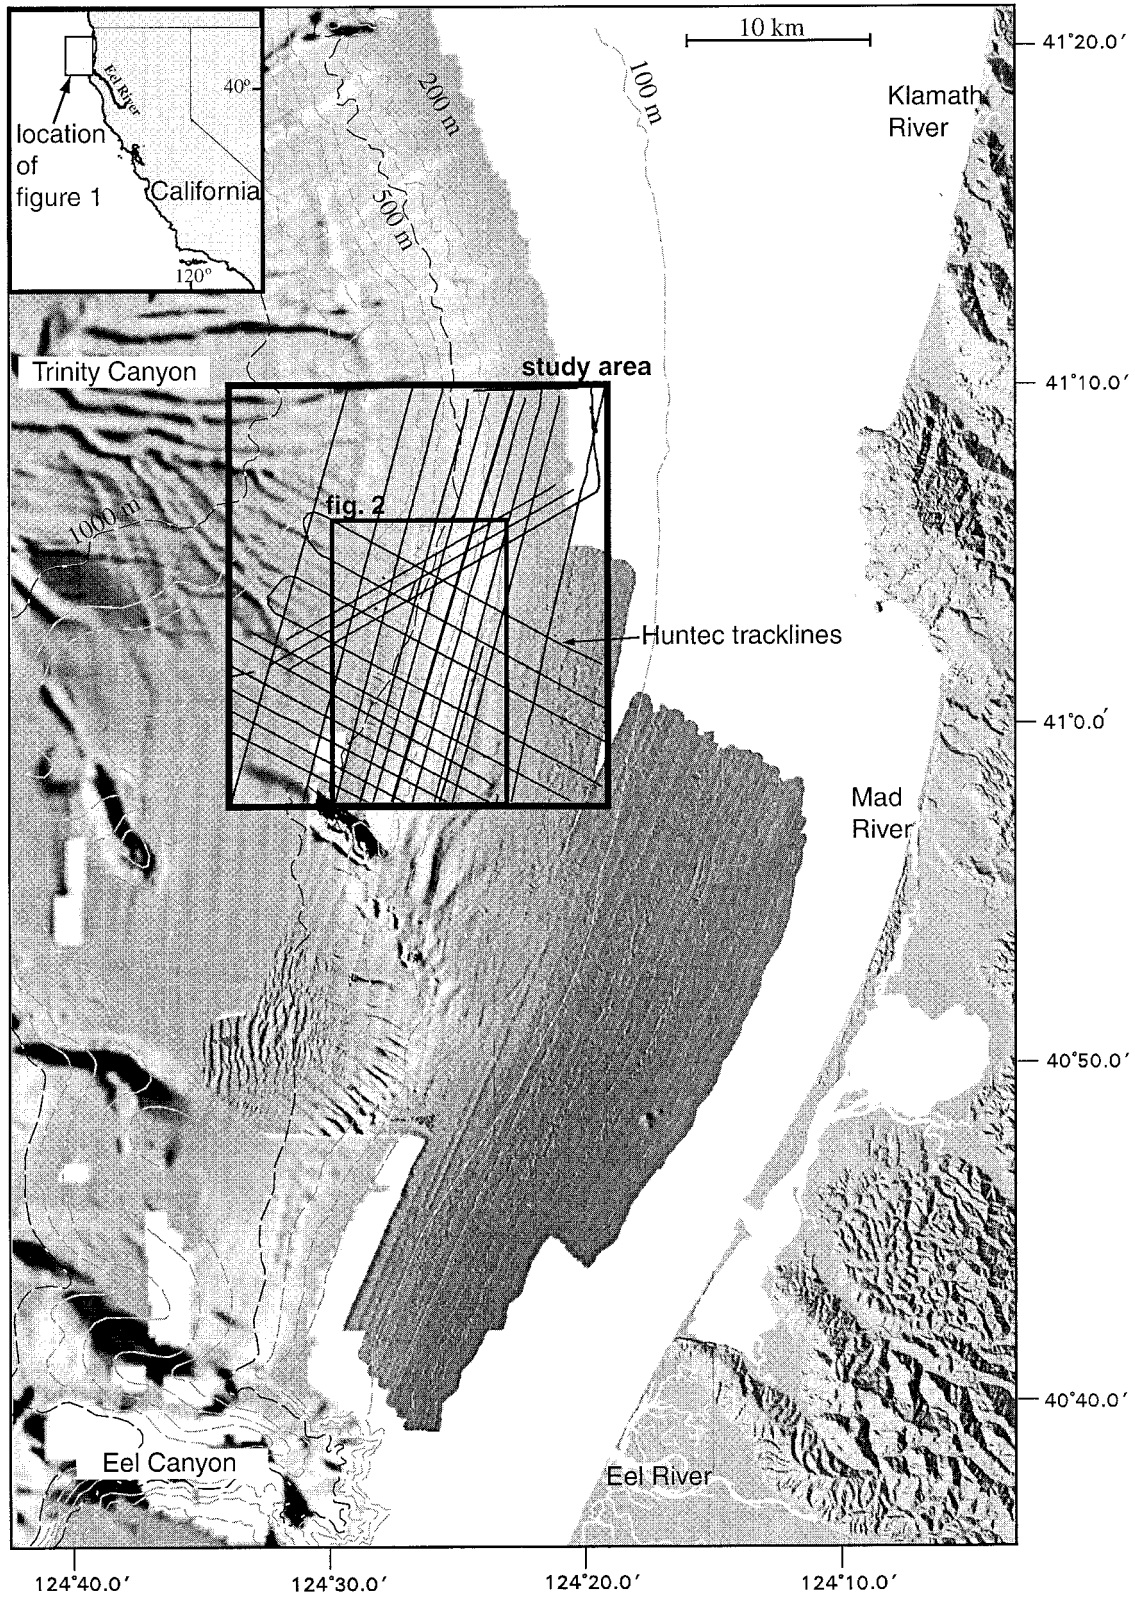 10 km
41°20.0′
Klamath
River
100 m
200 m
500 m
40°
Eel River
location
of
figure 1
California
120°
Trinity Canyon
study area
41°10.0′
fig. 2
1000 m
Huntec tracklines
41°0.0′
Mad
River
40°50.0′
40°40.0′
Eel Canyon
Eel River
124°40.0′
124°30.0′
124°20.0′
124°10.0′